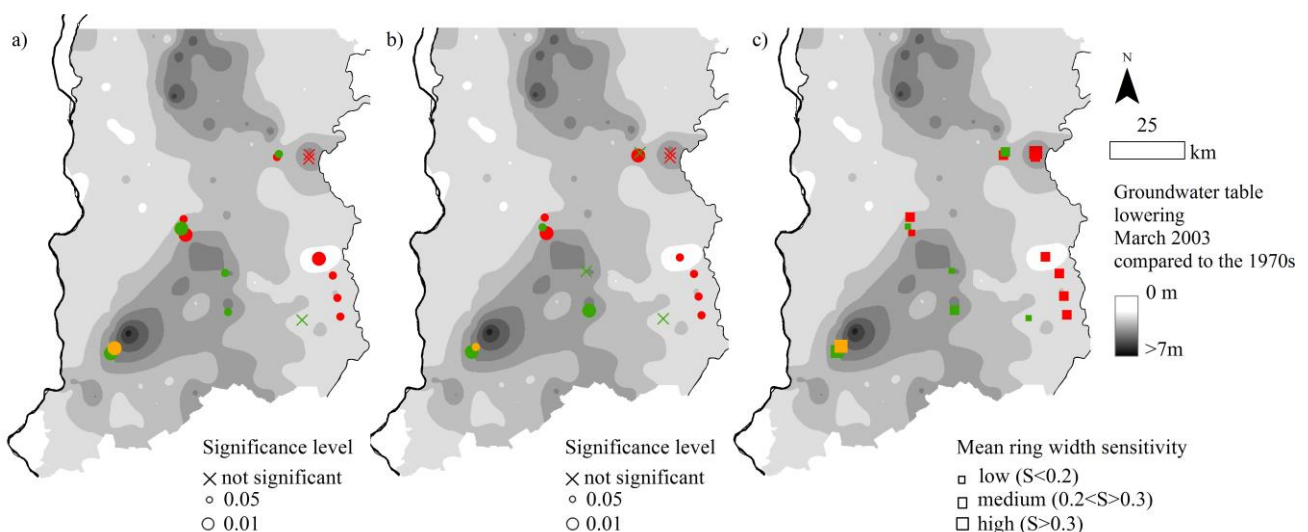 a)
b)
c)
N
25
km
Groundwater table
lowering
March 2003
compared to the 1970s
0 m
>7m
Significance level
not significant
0.05
0.01
Significance level
not significant
0.05
0.01
Mean ring width sensitivity
low (S<0.2)
medium (0.2<S>0.3)
high (S>0.3)